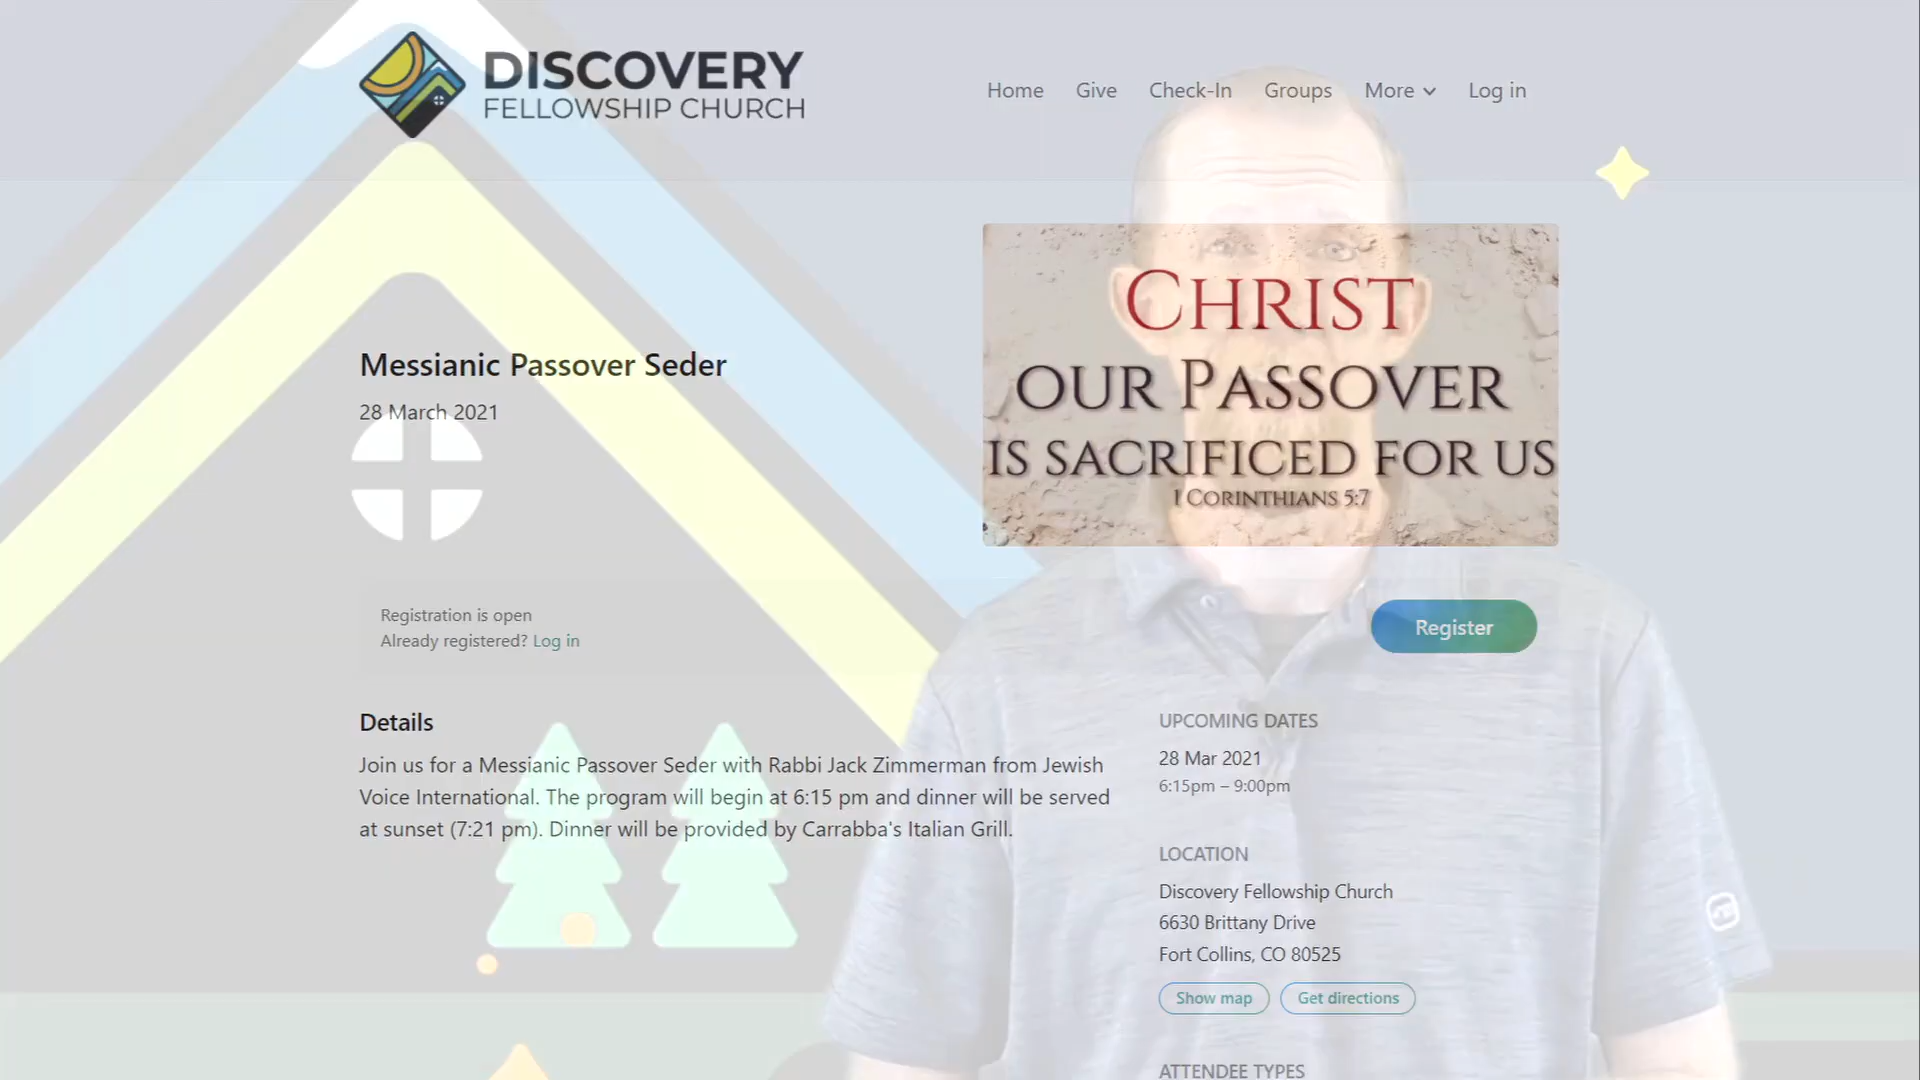 DISCOVERY
FELLOWSHIP CHURCH
Home Give Check-In Groups More Log in
CHRIST
OUR PASSOVER
IS SACRIFICED FOR US
1 CORINTHIANS 5:7
Messianic Passover Seder
28 March 2021
Registration is open
Already registered? Log in
Register
Details
Join us for a Messianic Passover Seder with Rabbi Jack Zimmerman from Jewish
Voice International. The program will begin at 6:15 pm and dinner will be served
at sunset (7:21 pm). Dinner will be provided by Carrabba's Italian Grill.
UPCOMING DATES
28 Mar 2021
6:15pm – 9:00pm
LOCATION
Discovery Fellowship Church
6630 Brittany Drive
Fort Collins, CO 80525
Show map Get directions
ATTENDEE TYPES